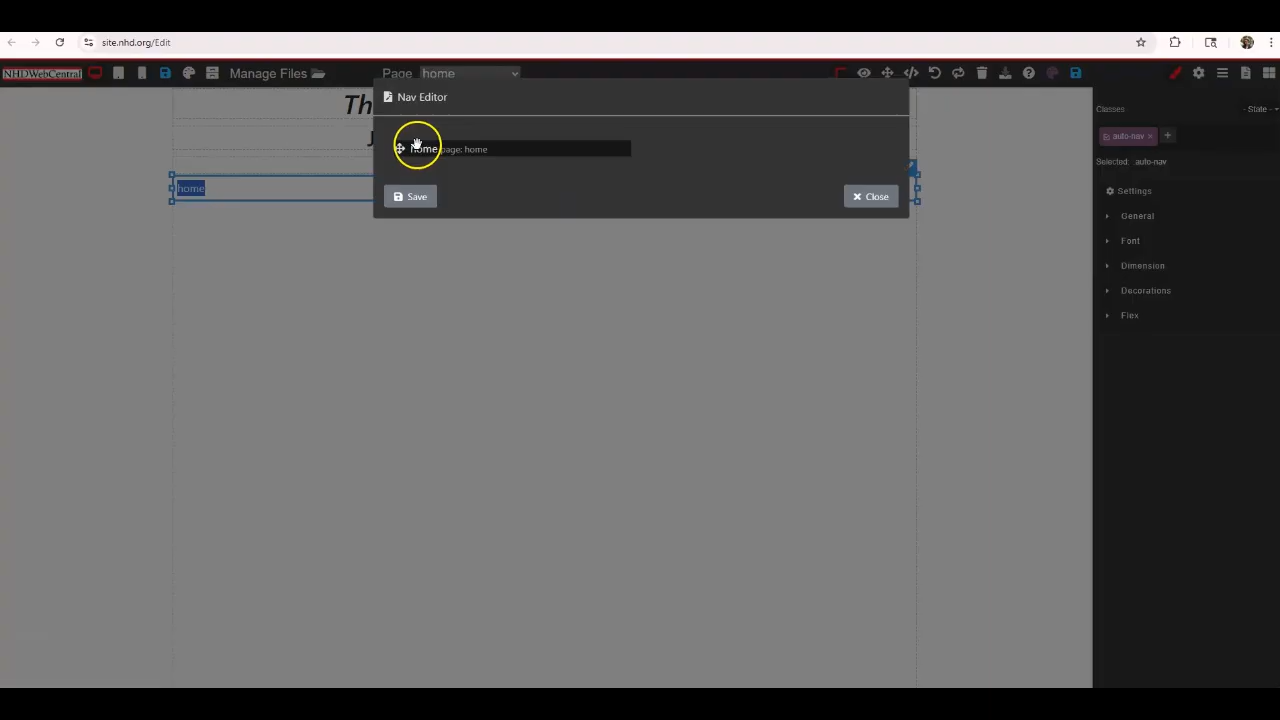 site.nhd.org/Edit
NHDWebCentral
Manage Files
Page
home
Th
Nav Editor
home page: home
Save
Close
home
Classes
- State -
auto-nav ×
+
Selected: auto-nav
Settings
General
Font
Dimension
Decorations
Flex